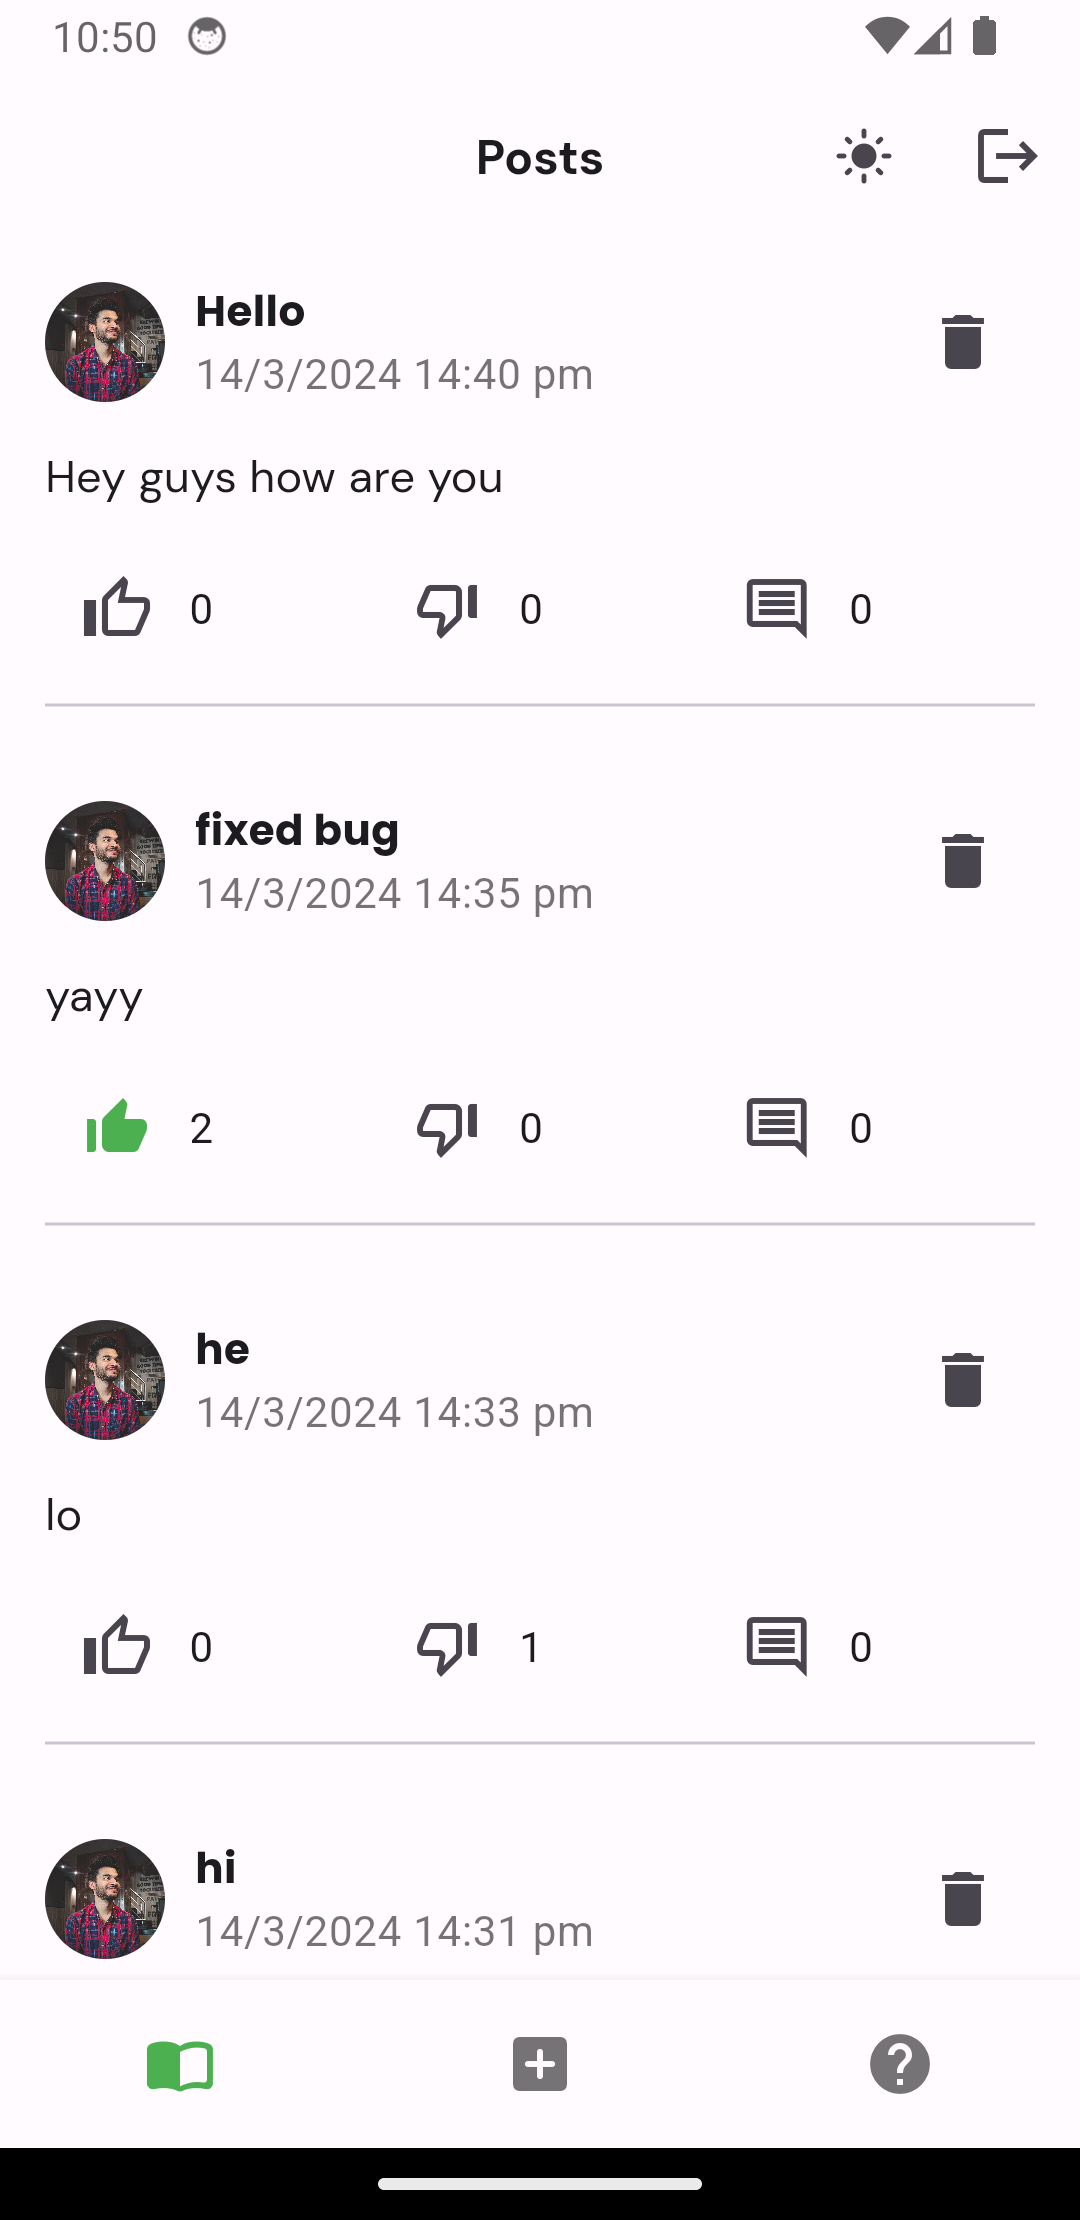 10:50
Posts
Hello
14/3/2024 14:40 pm
Hey guys how are you
0 0 0
fixed bug
14/3/2024 14:35 pm
yayy
2 0 0
he
14/3/2024 14:33 pm
lo
0 1 0
hi
14/3/2024 14:31 pm